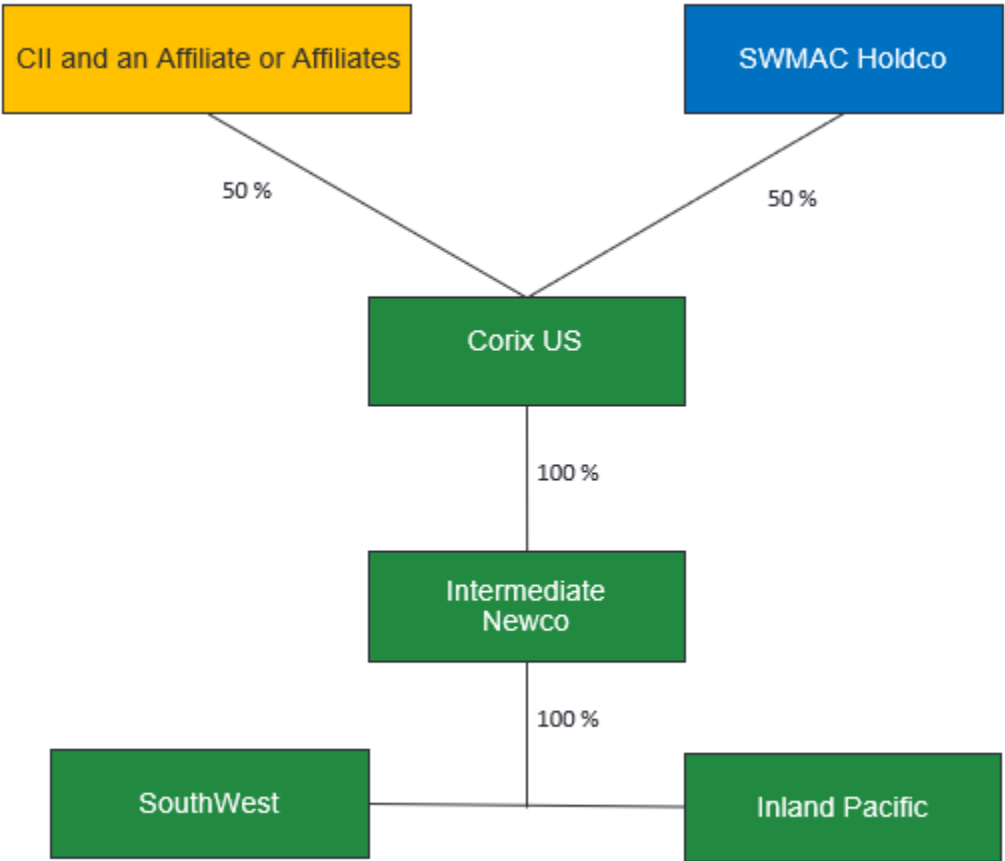 CII and an Affiliate or Affiliates
SWMAC Holdco
50 %
50 %
Corix US
100 %
Intermediate
Newco
100 %
SouthWest
Inland Pacific